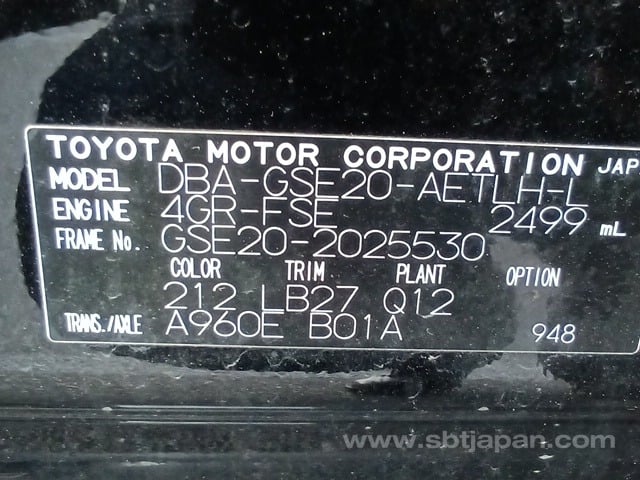 TOYOTA MOTOR CORPORATION JAP
MODEL DBA-GSE20-AETLH-L
ENGINE 4GR-FSE 2499 mL
FRAME No. GSE20-2025530
COLOR TRIM PLANT OPTION
212 LB27 Q12
TRANS./AXLE A960E B01A 948
www.sbtjapan.com